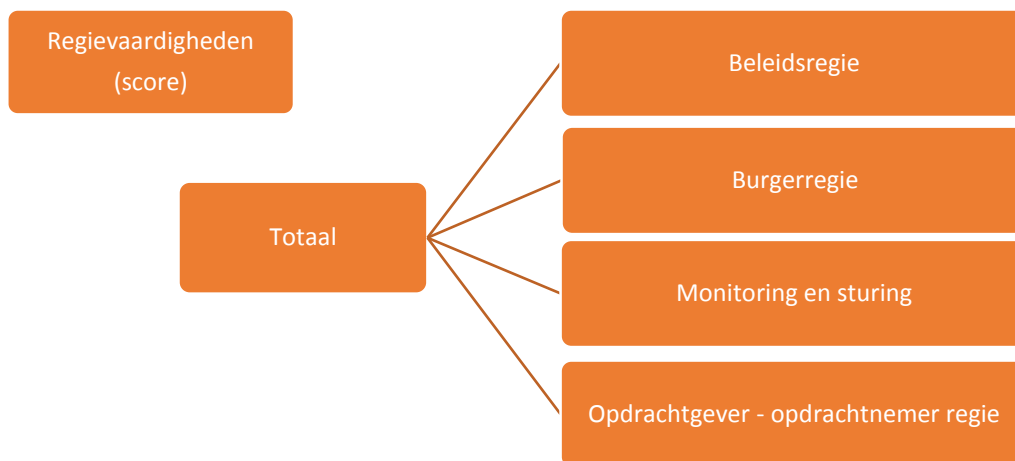 Regievaardigheden
(score)
Totaal
Beleidsregie
Burgerregie
Monitoring en sturing
Opdrachtgever - opdrachtnemer regie